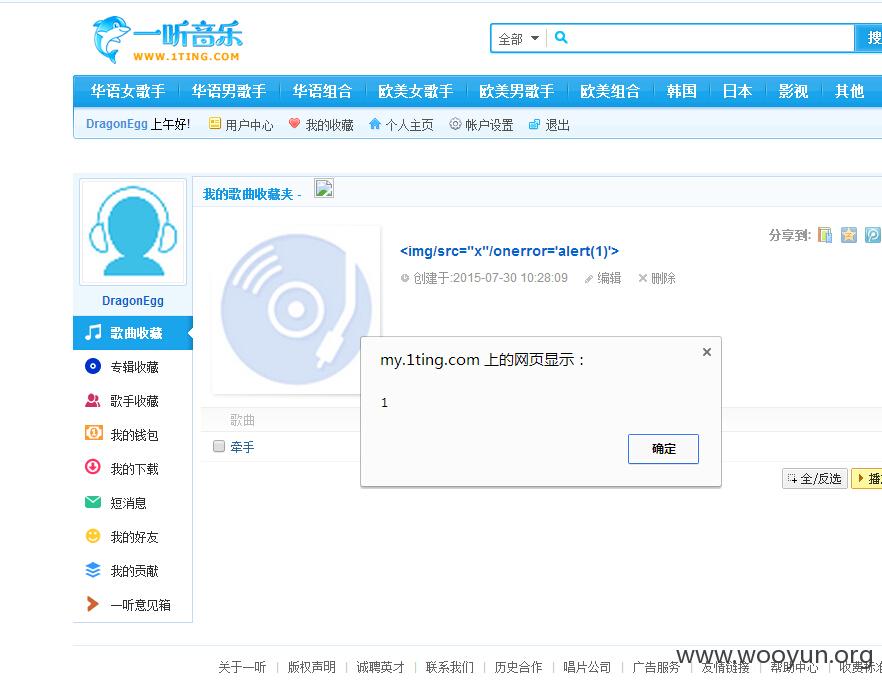 一听音乐
WWW.1TING.COM
全部
搜
华语女歌手 华语男歌手 华语组合 欧美女歌手 欧美男歌手 欧美组合 韩国 日本 影视 其他
DragonEgg 上午好! 用户中心 我的收藏 个人主页 帐户设置 退出
我的歌曲收藏夹 -
分享到:
<img/src="x"/onerror='alert(1)'>
创建于:2015-07-30 10:28:09 编辑 删除
DragonEgg
歌曲收藏
专辑收藏
歌手收藏
我的钱包
我的下载
短消息
我的好友
我的贡献
一听意见箱
my.1ting.com 上的网页显示：
1
确定
歌曲
牵手
全/反选
播
www.wooyun.org
关于一听 | 版权声明 | 诚聘英才 | 联系我们 | 历史合作 | 唱片公司 | 广告服务 | 友情链接 | 帮助中心 | 收费标准